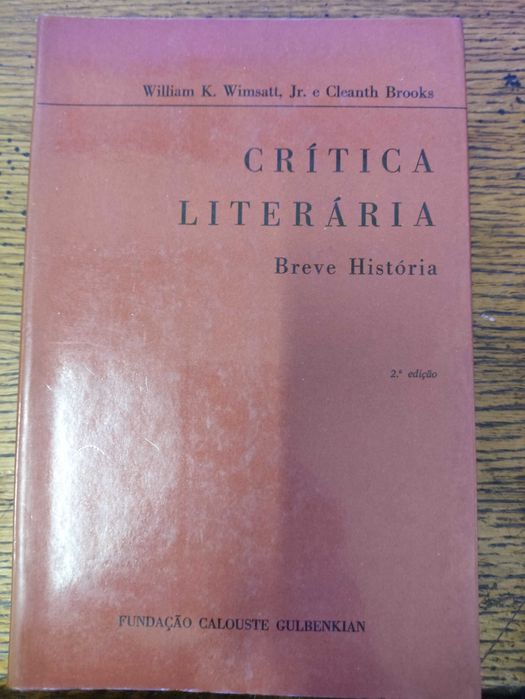 William K. Wimsatt, Jr. e Cleanth Brooks
CRÍTICA
LITERÁRIA
Breve História
2.ª edição
FUNDAÇÃO CALOUSTE GULBENKIAN